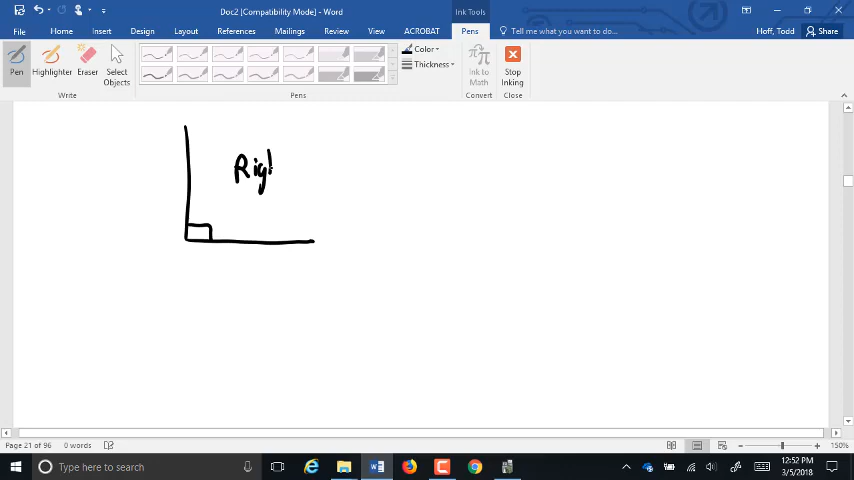 Doc2 [Compatibility Mode] - Word
Ink Tools
File
Home
Insert
Design
Layout
References
Mailings
Review
View
ACROBAT
Pens
Tell me what you want to do...
Hoff, Todd
Share
Pen
Highlighter
Eraser
Select Objects
Write
Pens
Color
Thickness
Ink to Math
Convert
Stop Inking
Close
Righ
Page 21 of 96
0 words
150%
Type here to search
12:52 PM
3/5/2018